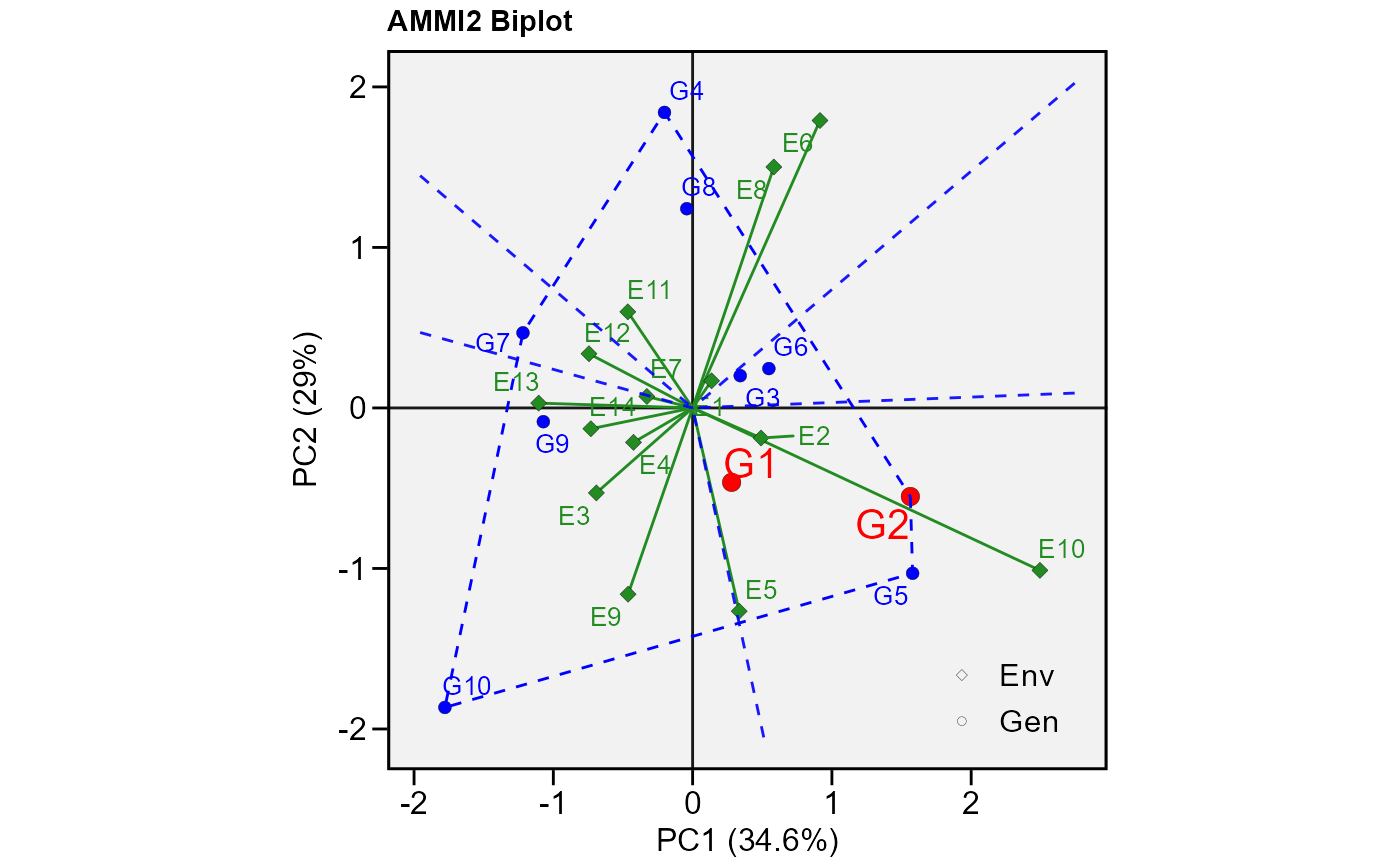 AMMI2 Biplot
2
G4
E6
E8
G8
1
E11
E12
G7
G6
E7
E13
G3
0
E14
1
G9
E2
PC2 (29%)
E4
G1
E3
G2
-1
E10
E5
G5
E9
G10
Env
Gen
-2
-2
-1
0
1
2
PC1 (34.6%)